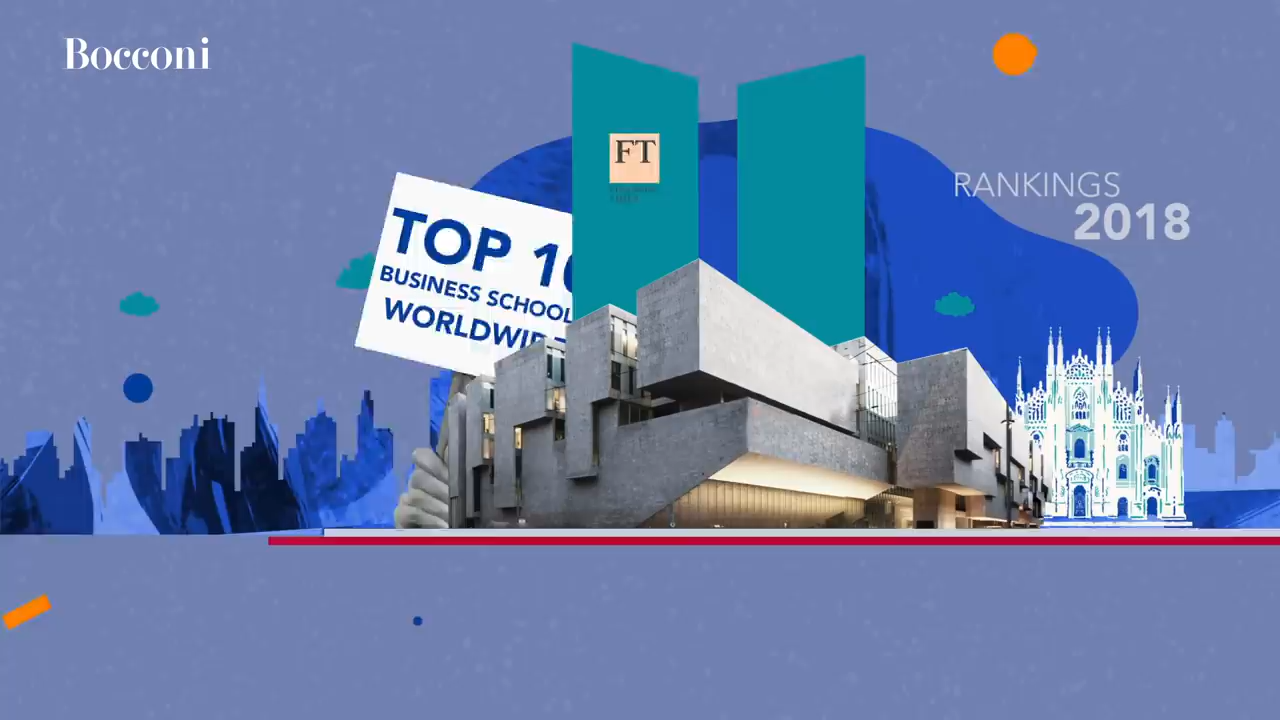 Bocconi
FT
RANKINGS
2018
TOP 10
BUSINESS SCHOOL
WORLDWIDE